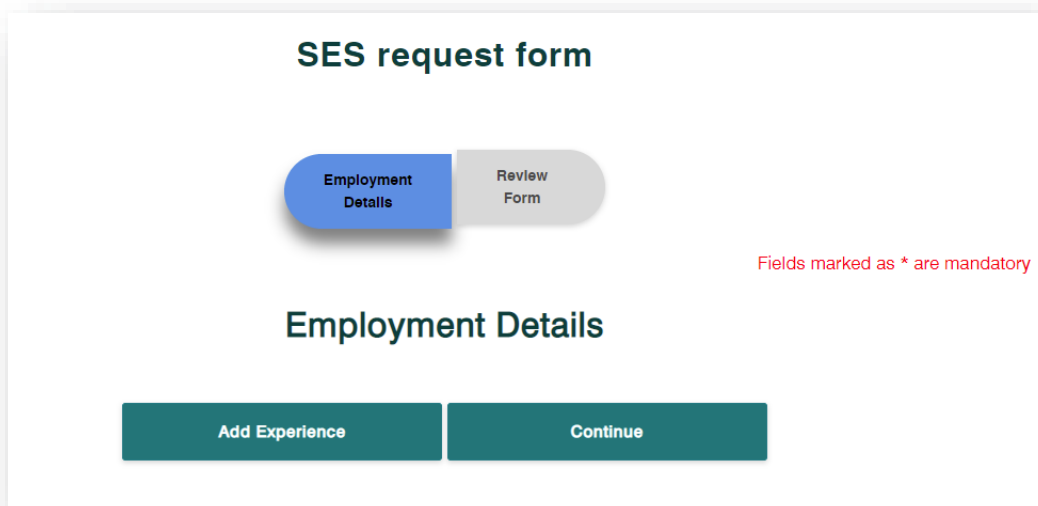 SES request form
Employment Review
Details Form
Fields marked as * are mandatory
Employment Details
Add Experience Continue